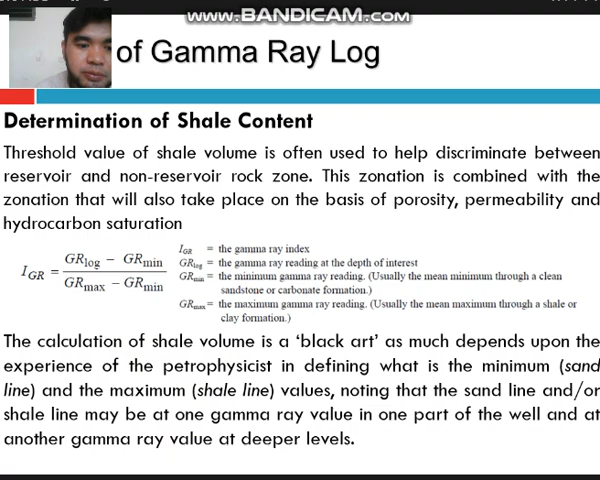 www.BANDICAM.com
of Gamma Ray Log
Determination of Shale Content
Threshold value of shale volume is often used to help discriminate between
reservoir and non-reservoir rock zone. This zonation is combined with the
zonation that will also take place on the basis of porosity, permeability and
hydrocarbon saturation
I_GR = (GR_log − GR_min) / (GR_max − GR_min)
I_GR = the gamma ray index
GR_log = the gamma ray reading at the depth of interest
GR_min = the minimum gamma ray reading. (Usually the mean minimum through a clean
sandstone or carbonate formation.)
GR_max = the maximum gamma ray reading. (Usually the mean maximum through a shale or
clay formation.)
The calculation of shale volume is a ‘black art’ as much depends upon the
experience of the petrophysicist in defining what is the minimum (sand
line) and the maximum (shale line) values, noting that the sand line and/or
shale line may be at one gamma ray value in one part of the well and at
another gamma ray value at deeper levels.